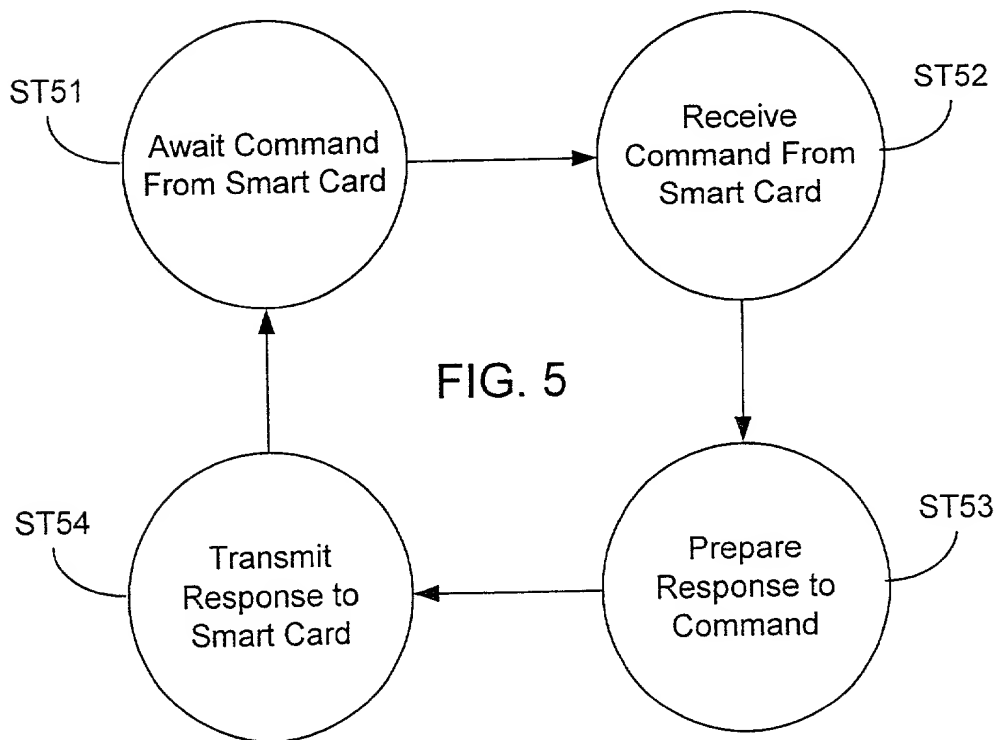 ST51
Await Command
From Smart Card
Receive
Command From
Smart Card
ST52
FIG. 5
ST54
Transmit
Response to
Smart Card
Prepare
Response to
Command
ST53